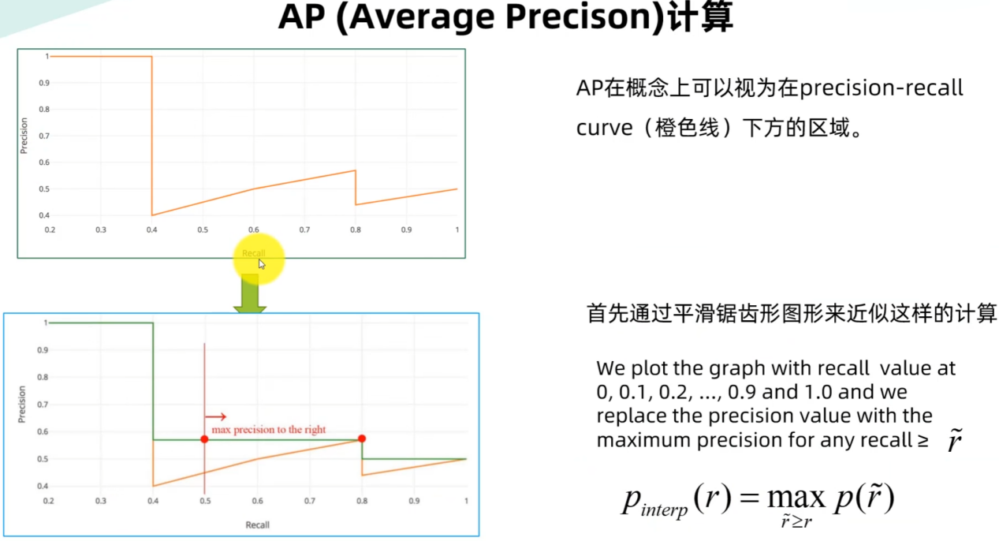 AP (Average Precison)计算
1
0.9
0.8
0.7
0.6
0.5
0.4
Precision
0.2 0.3 0.4 0.5 0.6 0.7 0.8 0.9 1
Recall
AP在概念上可以视为在precision-recall
curve（橙色线）下方的区域。
1
0.9
0.8
0.7
0.6
0.5
0.4
Precision
max precision to the right
0.2 0.3 0.4 0.5 0.6 0.7 0.8 0.9 1
Recall
首先通过平滑锯齿形图形来近似这样的计算
We plot the graph with recall value at
0, 0.1, 0.2, ..., 0.9 and 1.0 and we
replace the precision value with the
maximum precision for any recall ≥ r̃
p_interp(r) = max p(r̃)
r̃≥r